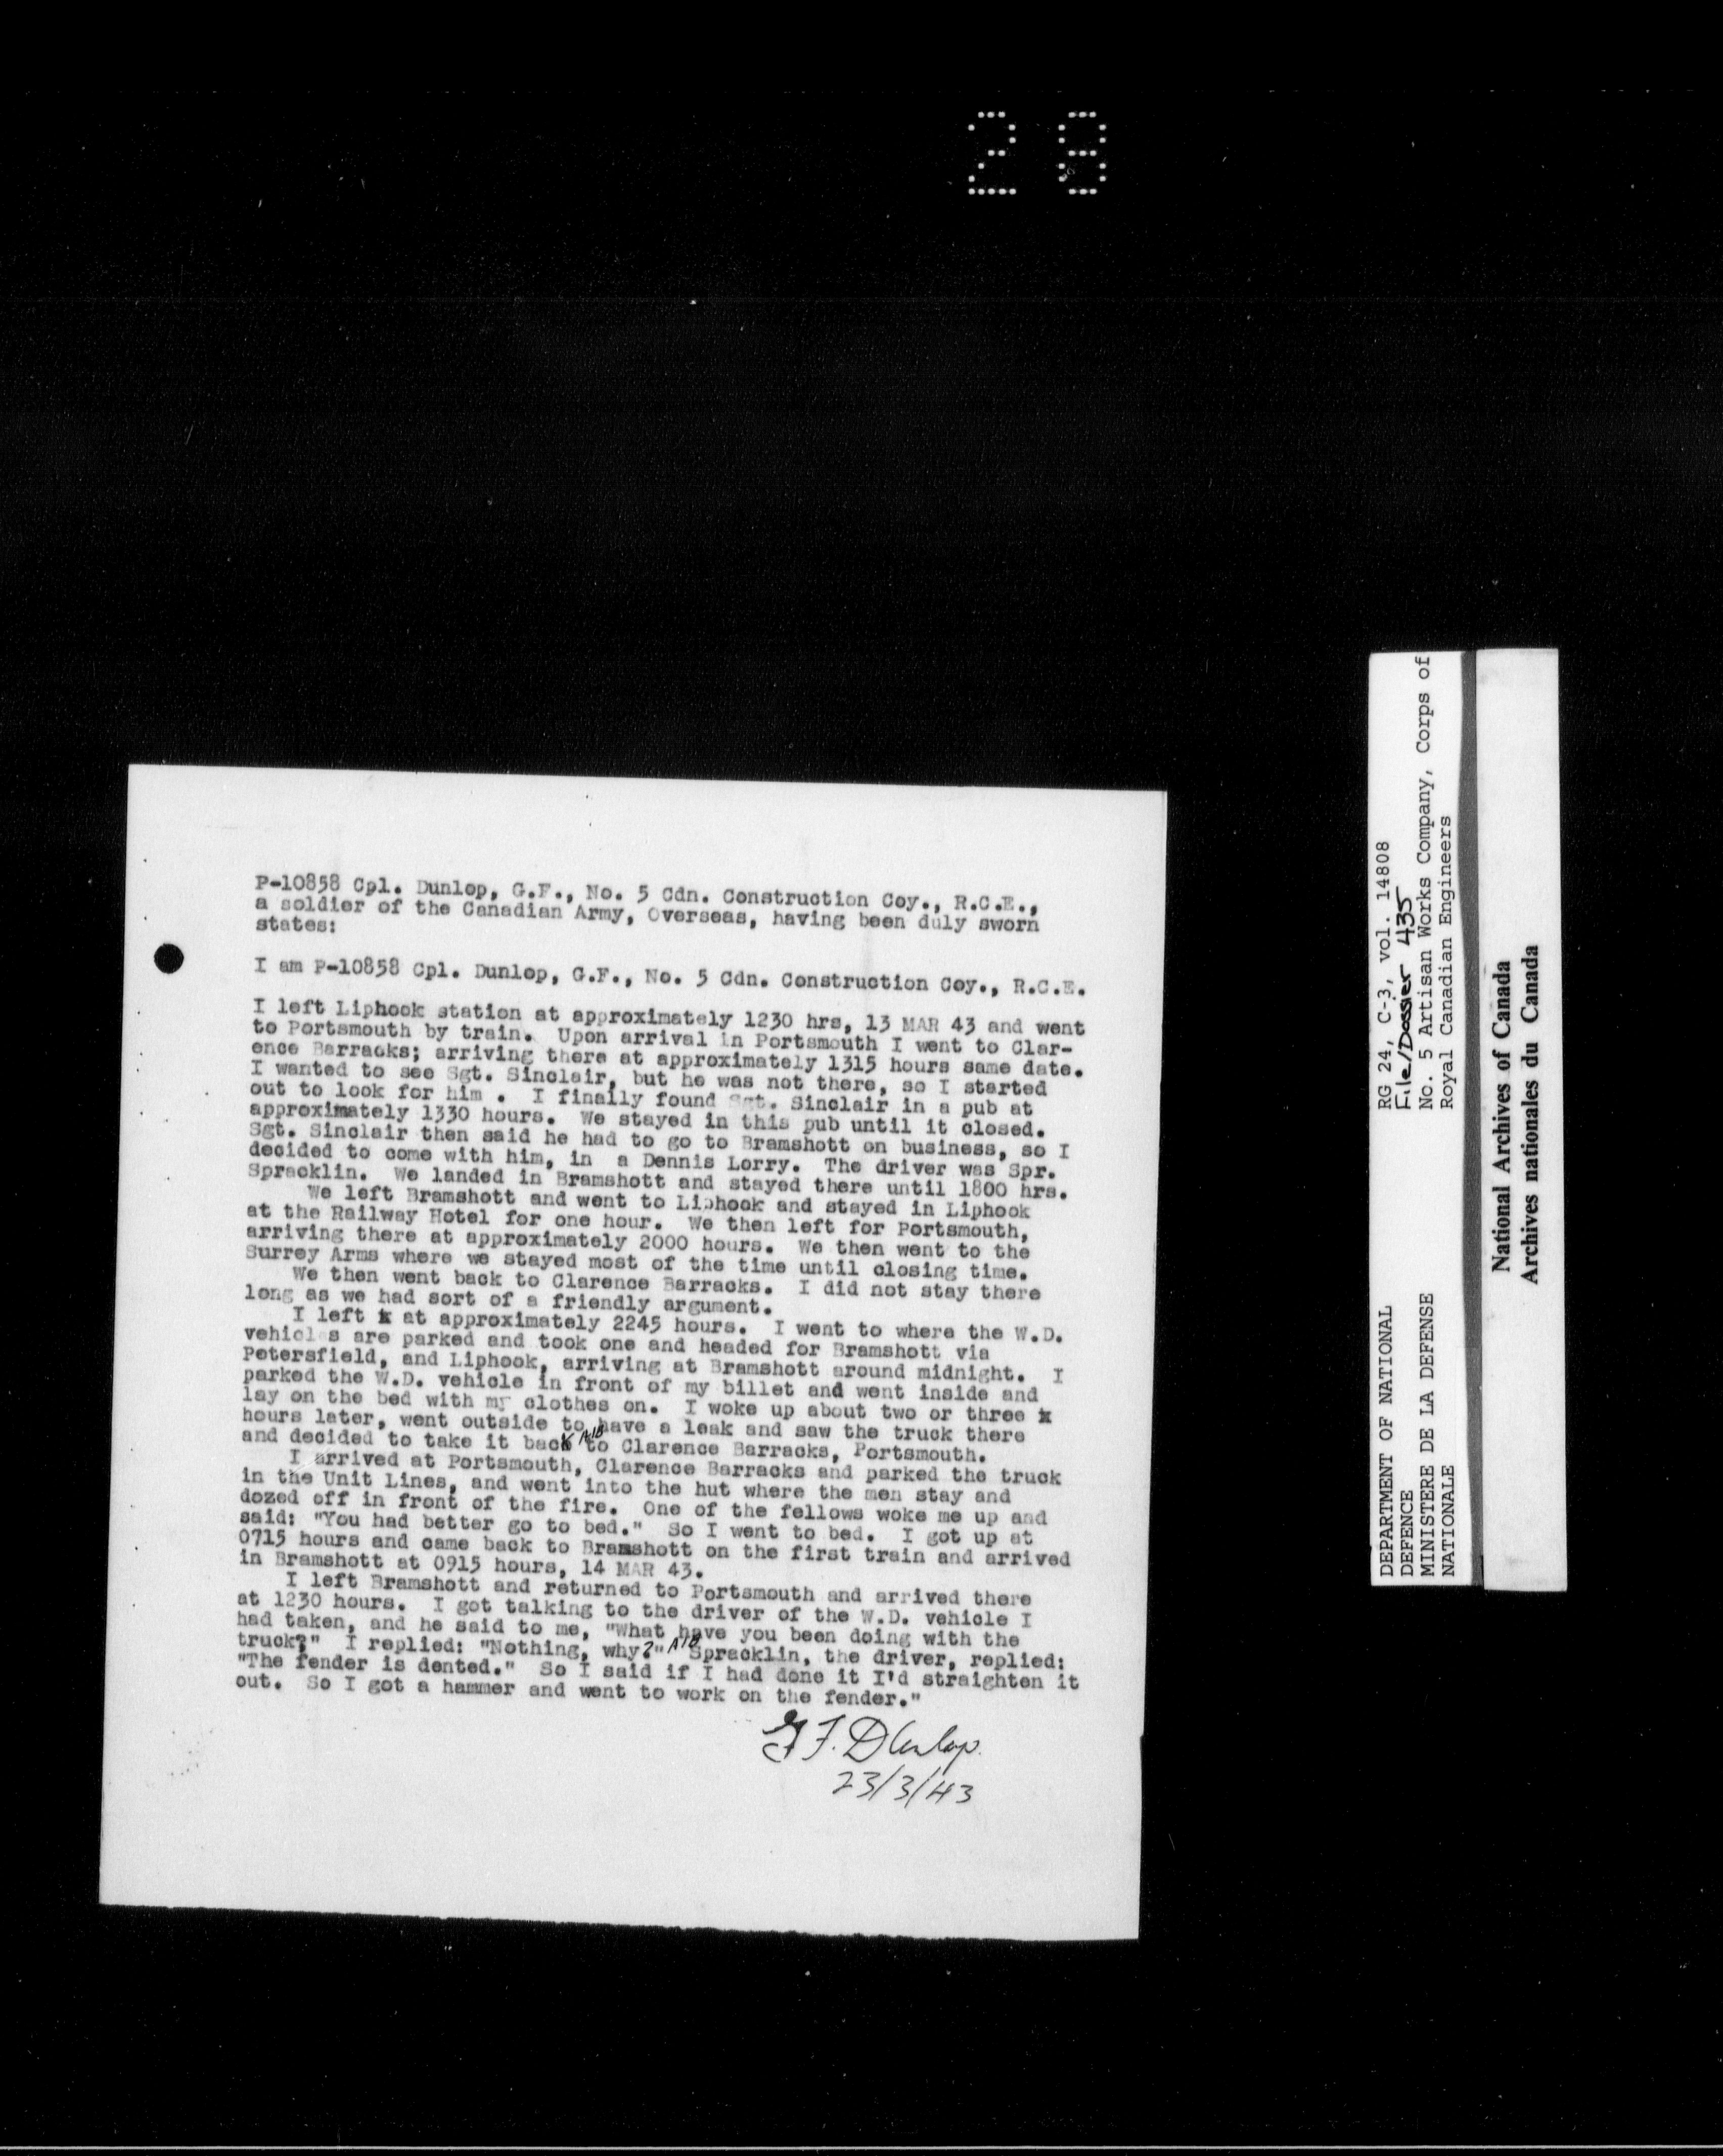 28
P-10858 Cpl. Dunlop, G.F., No. 5 Cdn. Construction Coy., R.C.E.,
a soldier of the Canadian Army, Overseas, having been duly sworn
states:
I am P-10858 Cpl. Dunlop, G.F., No. 5 Cdn. Construction Coy., R.C.E.
I left Liphook station at approximately 1230 hrs, 13 MAR 43 and went
to Portsmouth by train. Upon arrival in Portsmouth I went to Clar-
ence Barracks; arriving there at approximately 1315 hours same date.
I wanted to see Sgt. Sinclair, but he was not there, so I started
out to look for him . I finally found Sgt. Sinclair in a pub at
approximately 1330 hours. We stayed in this pub until it closed.
Sgt. Sinclair then said he had to go to Bramshott on business, so I
decided to come with him, in a Dennis Lorry. The driver was Spr.
Spracklin. We landed in Bramshott and stayed there until 1800 hrs.
We left Bramshott and went to Liphook and stayed in Liphook
at the Railway Hotel for one hour. We then left for Portsmouth,
arriving there at approximately 2000 hours. We then went to the
Surrey Arms where we stayed most of the time until closing time.
We then went back to Clarence Barracks. I did not stay there
long as we had sort of a friendly argument.
I left x at approximately 2245 hours. I went to where the W.D.
vehicles are parked and took one and headed for Bramshott via
Petersfield, and Liphook, arriving at Bramshott around midnight. I
parked the W.D. vehicle in front of my billet and went inside and
lay on the bed with my clothes on. I woke up about two or three x
hours later, went outside to have a leak and saw the truck there
and decided to take it back to Clarence Barracks, Portsmouth.
I arrived at Portsmouth, Clarence Barracks and parked the truck
in the Unit Lines, and went into the hut where the men stay and
dozed off in front of the fire. One of the fellows woke me up and
said: "You had better go to bed." So I went to bed. I got up at
0715 hours and came back to Bramshott on the first train and arrived
in Bramshott at 0915 hours, 14 MAR 43.
I left Bramshott and returned to Portsmouth and arrived there
at 1230 hours. I got talking to the driver of the W.D. vehicle I
had taken, and he said to me, "What have you been doing with the
truck?" I replied: "Nothing, why?" Spracklin, the driver, replied:
"The fender is dented." So I said if I had done it I'd straighten it
out. So I got a hammer and went to work on the fender."
G F. Dunlop.
23/3/43
DEPARTMENT OF NATIONAL
DEFENCE
MINISTERE DE LA DEFENSE
NATIONALE
RG 24, C-3, vol. 14808
File/Dossier 435
No. 5 Artisan Works Company, Corps of
Royal Canadian Engineers
National Archives of Canada
Archives nationales du Canada